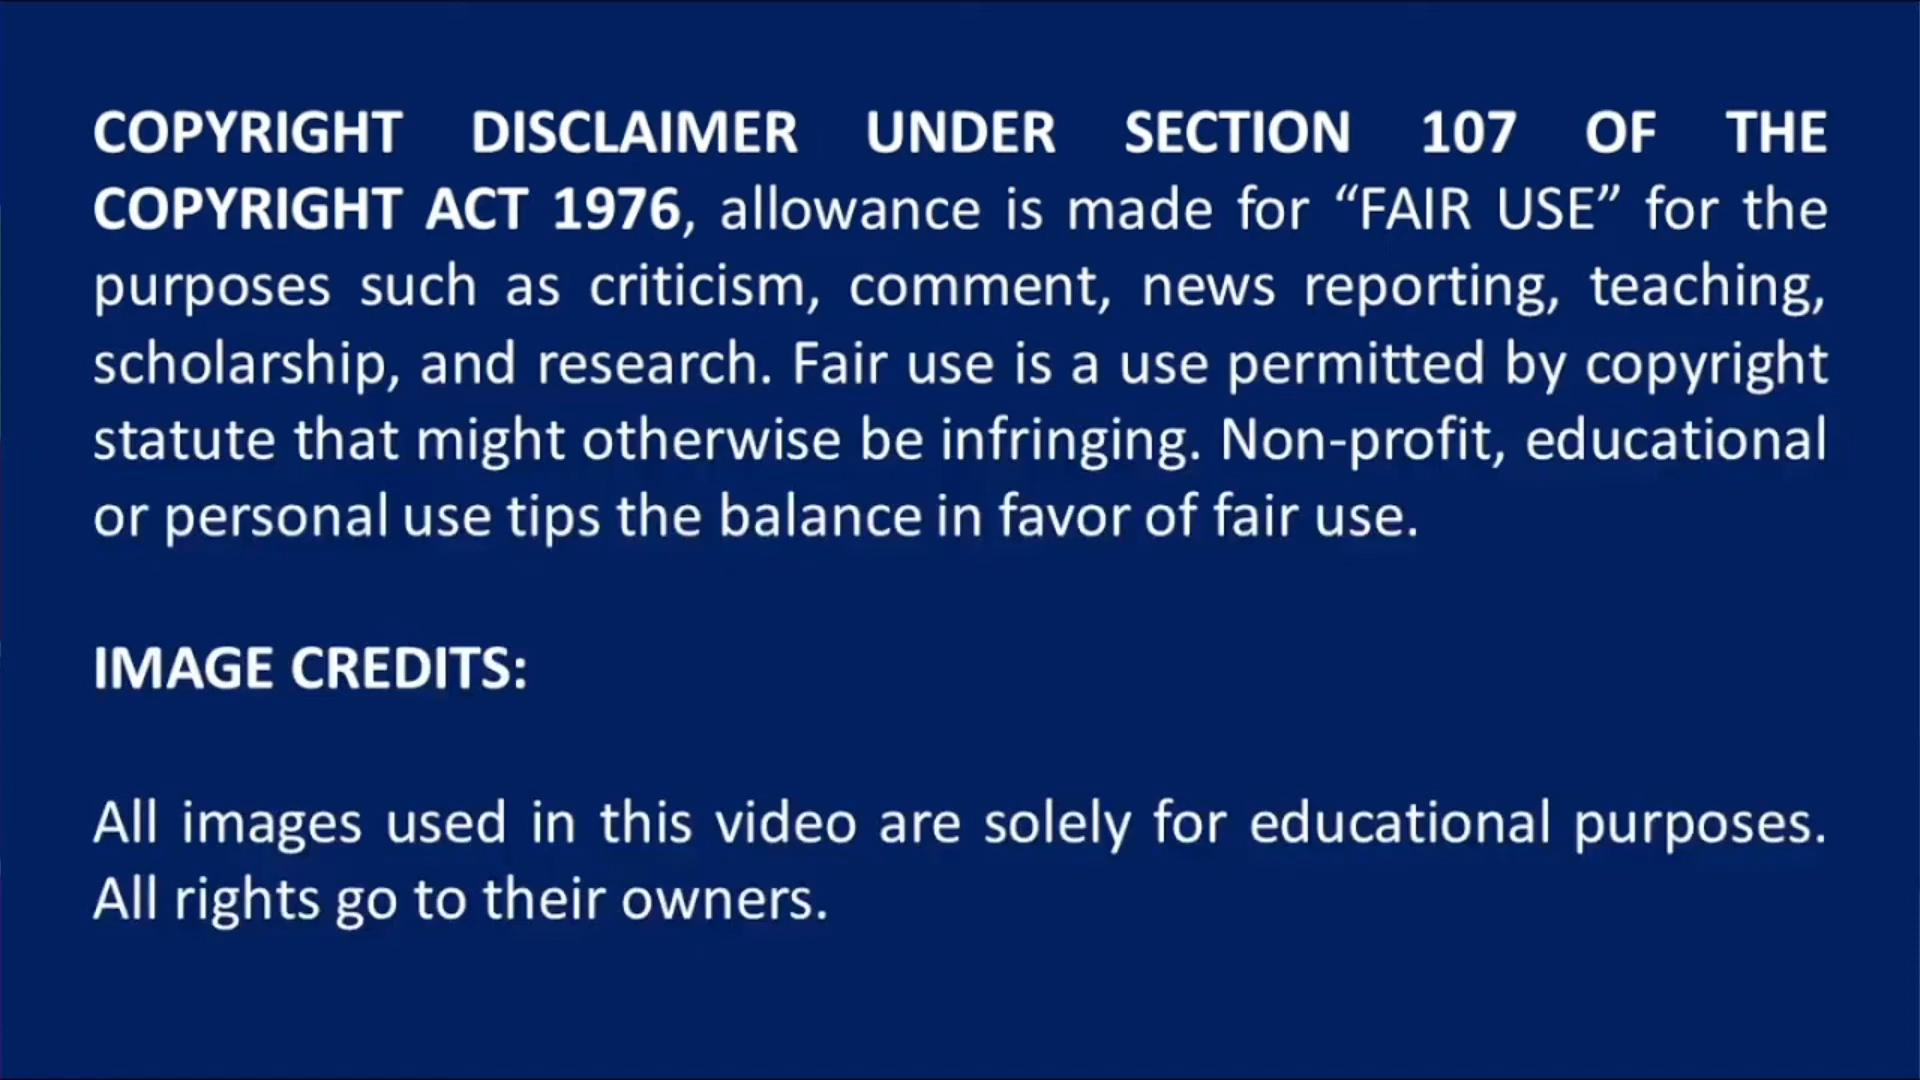 COPYRIGHT DISCLAIMER UNDER SECTION 107 OF THE
COPYRIGHT ACT 1976, allowance is made for “FAIR USE” for the
purposes such as criticism, comment, news reporting, teaching,
scholarship, and research. Fair use is a use permitted by copyright
statute that might otherwise be infringing. Non-profit, educational
or personal use tips the balance in favor of fair use.
IMAGE CREDITS:
All images used in this video are solely for educational purposes.
All rights go to their owners.